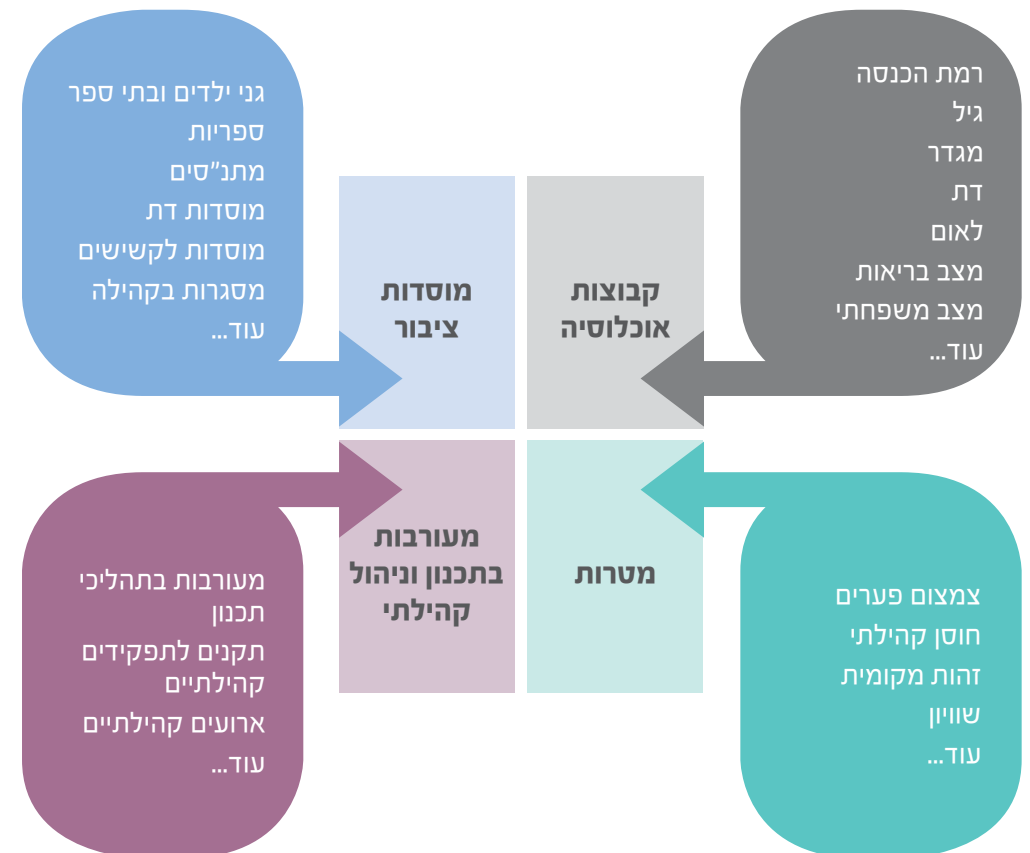 רמת הכנסה
גיל
מגדר
דת
לאום
מצב בריאות
מצב משפחתי
עוד...
קבוצות
אוכלוסיה
מוסדות
ציבור
גני ילדים ובתי ספר
ספריות
מתנ"סים
מוסדות דת
מוסדות לקשישים
מסגרות בקהילה
עוד...
צמצום פערים
חוסן קהילתי
זהות מקומית
שוויון
עוד...
מטרות
מעורבות
בתכנון וניהול
קהילתי
מעורבות בתהליכי
תכנון
תקנים לתפקידים
קהילתיים
ארועים קהילתיים
עוד...